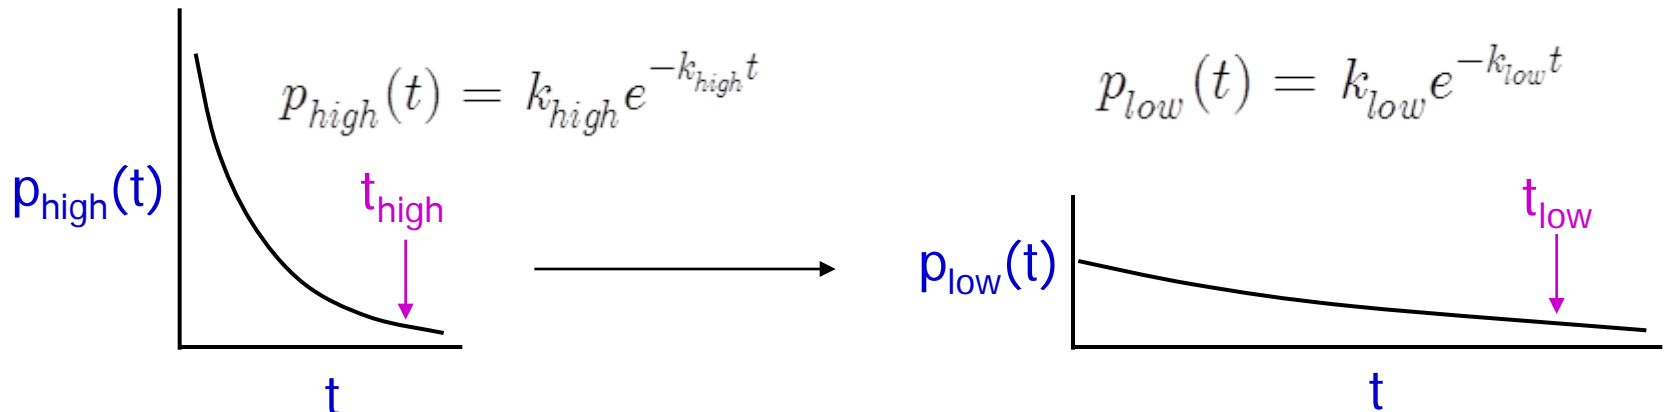 p_high(t) = k_high e^{-k_high t}
p_low(t) = k_low e^{-k_low t}
p_high(t)
t_high
t_low
p_low(t)
t
t